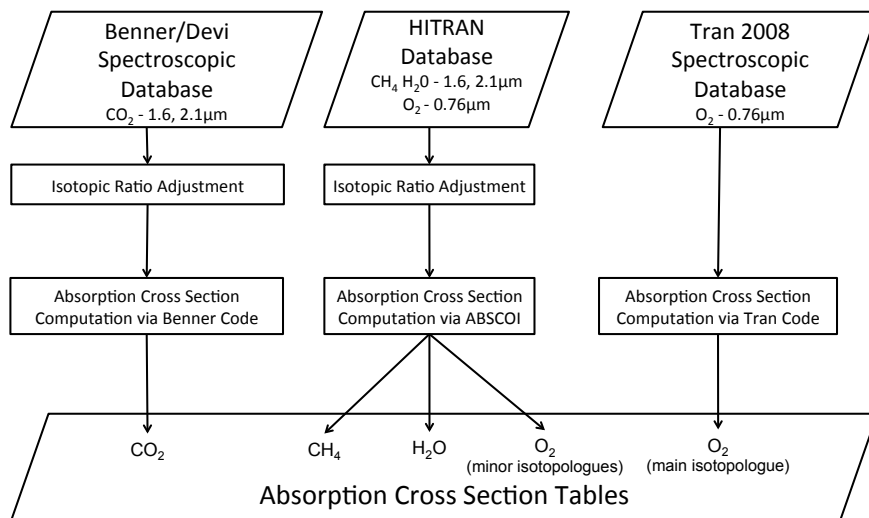 Benner/Devi
Spectroscopic
Database
CO₂ - 1.6, 2.1µm
HITRAN
Database
CH₄ H₂0 - 1.6, 2.1µm
O₂ - 0.76µm
Tran 2008
Spectroscopic
Database
O₂ - 0.76µm
Isotopic Ratio Adjustment
Isotopic Ratio Adjustment
Absorption Cross Section
Computation via Benner Code
Absorption Cross Section
Computation via ABSCOI
Absorption Cross Section
Computation via Tran Code
CO₂
CH₄
H₂O
O₂
(minor isotopologues)
O₂
(main isotopologue)
Absorption Cross Section Tables